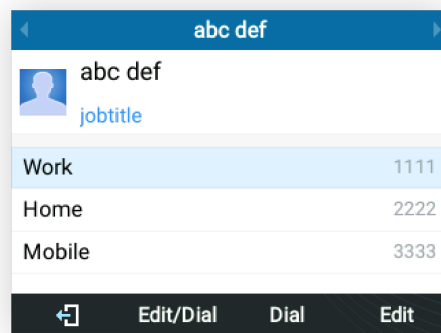 abc def
abc def
jobtitle
Work 1111
Home 2222
Mobile 3333
Edit/Dial Dial Edit